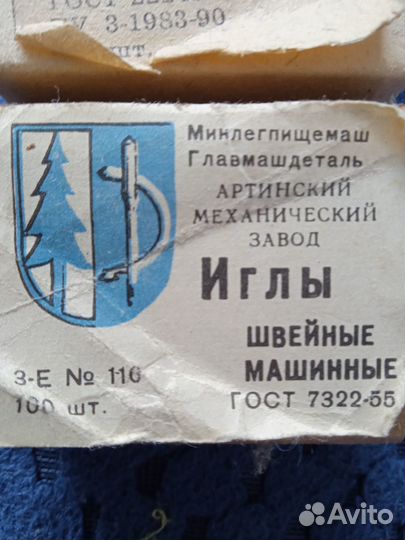 3-1983-90
шт.
Минлегпищемаш
Главмашдеталь
АРТИНСКИЙ
МЕХАНИЧЕСКИЙ
ЗАВОД
Иглы
ШВЕЙНЫЕ
МАШИННЫЕ
ГОСТ 7322-55
3-Е № 110
100 шт.
Avito